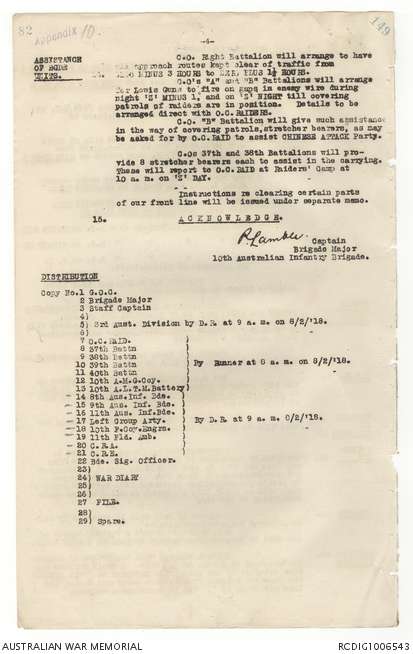 82
Appendix 10.
149
-4-
ASSISTANCE
OF BGDE
UNITS.
C.O. Right Battalion will arrange to have
approach routes kept clear of traffic from
MINUS 3 HOURS to ZERO PLUS 1½ HOURS.
C.O's "A" and "B" Battalions will arrange
for Lewis Guns to fire on gaps in enemy wire during
night 'Z' MINUS 1, and on 'Z' NIGHT till covering
patrols of raiders are in position. Details to be
arranged direct with O.C. RAIDERS.
C.O. "B" Battalion will give such assistance
in the way of covering patrols, stretcher bearers, as may
be asked for by O.C. RAID to assist CHINESE ATTACK Party.
C.Os 37th and 38th Battalions will pro-
vide 8 stretcher bearers each to assist in the carrying.
These will report to O.C. RAID at Raiders' Camp at
10 a.m. on 'Z' DAY.
Instructions re clearing certain parts
of our front line will be issued under separate memo.
15. ACKNOWLEDGE.
Captain
Brigade Major
10th Australian Infantry Brigade.
DISTRIBUTION
Copy No.1 G.O.C.
2 Brigade Major
3 Staff Captain
4)
5) 3rd Aust. Division by D.R. at 9 a.m. on 8/2/'18.
6)
7 O.C. RAID.
8 37th Battn
9 38th Battn
10 39th Battn ) By Runner at 8 a.m. on 8/2/'18.
11 40th Battn
12 10th A.M.G.Coy.
13 10th A.L.T.M.Battery)
- 14 8th Aus.Inf. Bde. )
- 15 9th Aus. Inf. Bde. )
- 16 11th Aus. Inf.Bde. )
- 17 Left Group Arty. ) By D.R. at 9 a.m. 8/2/'18.
- 18 10th F.Coy.Engrs. )
- 19 11th Fld. Amb. )
- 20 C.R.A. )
- 21 C.R.E. )
22 Bde. Sig. Officer.
23)
24) WAR DIARY
25)
26)
27 FILE.
28)
29) Spare.
AUSTRALIAN WAR MEMORIAL
RCDIG1006543